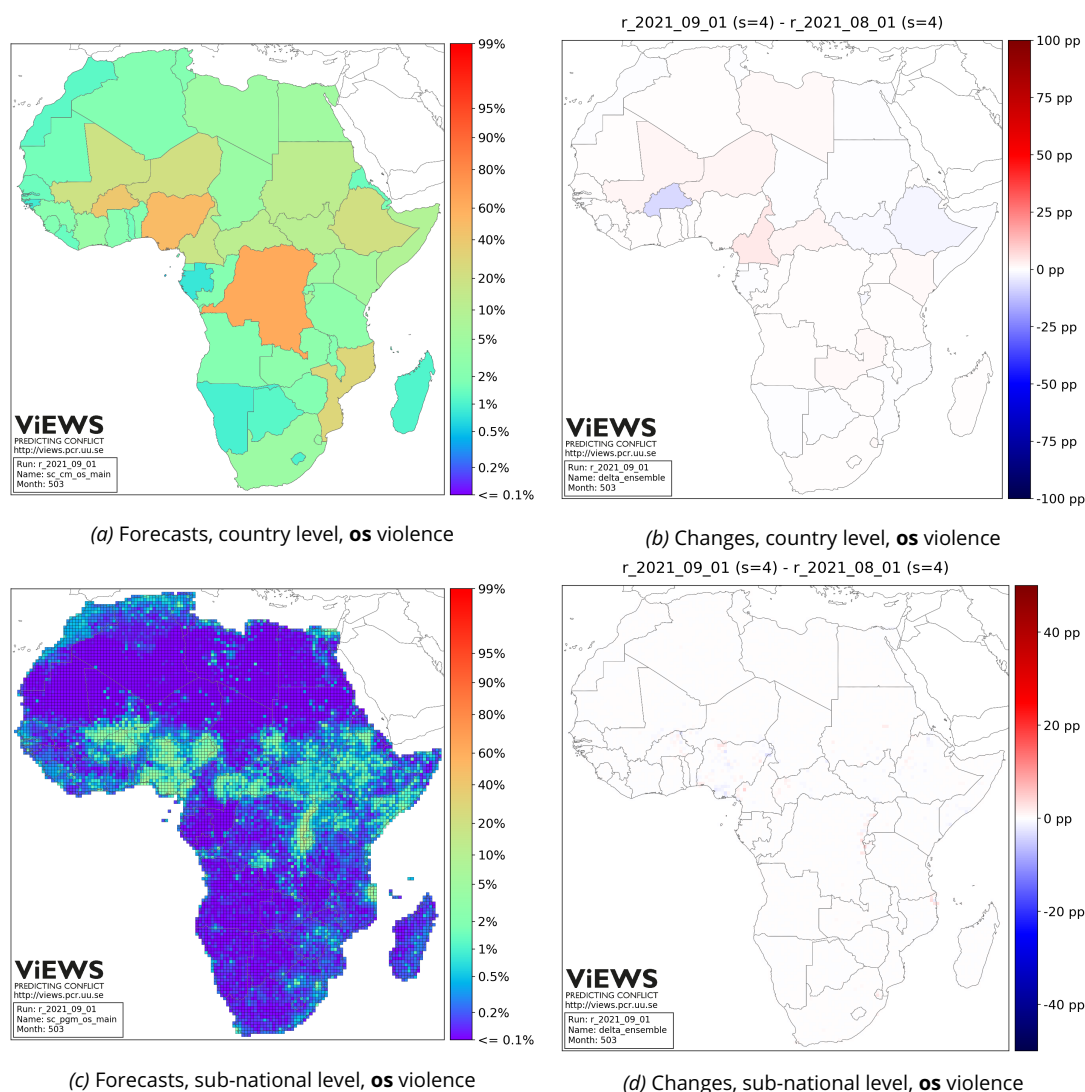 r_2021_09_01 (s=4) - r_2021_08_01 (s=4)
99%
95%
90%
80%
60%
40%
20%
10%
5%
2%
1%
0.5%
0.2%
<= 0.1%
ViEWS
PREDICTING CONFLICT
http://views.pcr.uu.se
Run: r_2021_09_01
Name: sc_cm_os_main
Month: 503
100 pp
75 pp
50 pp
25 pp
0 pp
-25 pp
-50 pp
-75 pp
-100 pp
ViEWS
PREDICTING CONFLICT
http://views.pcr.uu.se
Run: r_2021_09_01
Name: delta_ensemble
Month: 503
(a) Forecasts, country level, os violence
(b) Changes, country level, os violence
r_2021_09_01 (s=4) - r_2021_08_01 (s=4)
99%
95%
90%
80%
60%
40%
20%
10%
5%
2%
1%
0.5%
0.2%
<= 0.1%
ViEWS
PREDICTING CONFLICT
http://views.pcr.uu.se
Run: r_2021_09_01
Name: sc_pgm_os_main
Month: 503
40 pp
20 pp
0 pp
-20 pp
-40 pp
ViEWS
PREDICTING CONFLICT
http://views.pcr.uu.se
Run: r_2021_09_01
Name: delta_ensemble
Month: 503
(c) Forecasts, sub-national level, os violence
(d) Changes, sub-national level, os violence